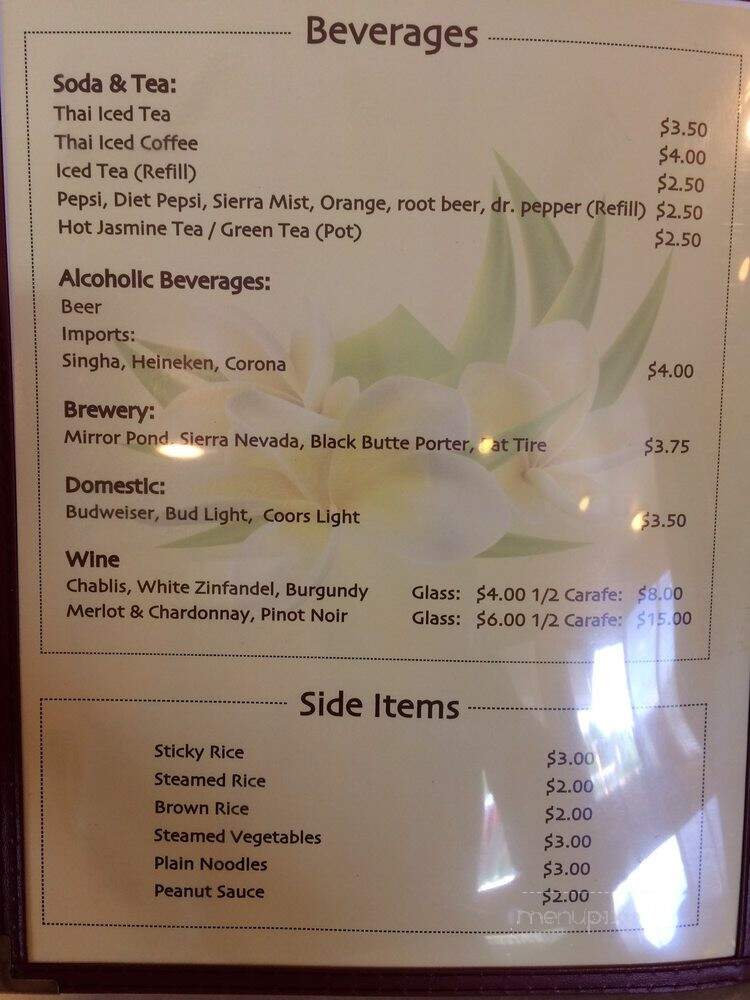 Beverages
Soda & Tea:
Thai Iced Tea $3.50
Thai Iced Coffee $4.00
Iced Tea (Refill) $2.50
Pepsi, Diet Pepsi, Sierra Mist, Orange, root beer, dr. pepper (Refill) $2.50
Hot Jasmine Tea / Green Tea (Pot) $2.50
Alcoholic Beverages:
Beer
Imports:
Singha, Heineken, Corona $4.00
Brewery:
Mirror Pond, Sierra Nevada, Black Butte Porter, Fat Tire $3.75
Domestic:
Budweiser, Bud Light, Coors Light $3.50
Wine
Chablis, White Zinfandel, Burgundy Glass: $4.00 1/2 Carafe: $8.00
Merlot & Chardonnay, Pinot Noir Glass: $6.00 1/2 Carafe: $15.00
Side Items
Sticky Rice $3.00
Steamed Rice $2.00
Brown Rice $2.00
Steamed Vegetables $3.00
Plain Noodles $3.00
Peanut Sauce $2.00